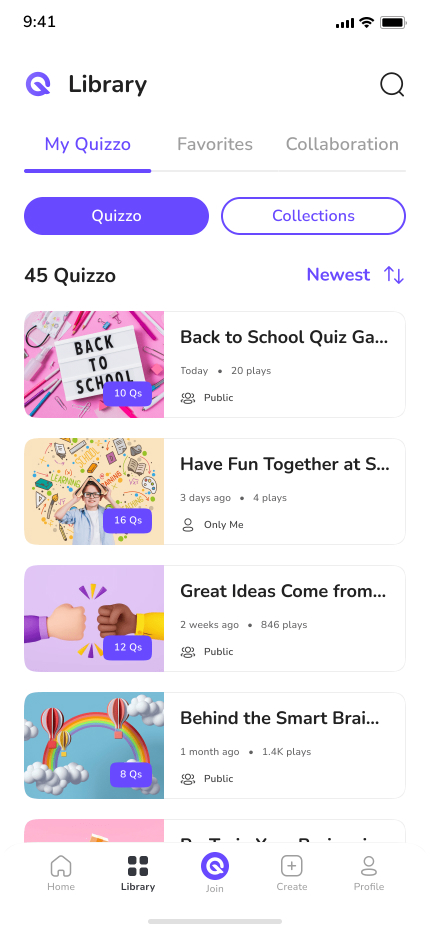 9:41
Library
My Quizzo Favorites Collaboration
Quizzo Collections
45 Quizzo Newest
BACK
TO
SCHOOL
10 Qs
Back to School Quiz Ga...
Today • 20 plays
Public
16 Qs
Have Fun Together at S...
3 days ago • 4 plays
Only Me
12 Qs
Great Ideas Come from...
2 weeks ago • 846 plays
Public
8 Qs
Behind the Smart Brai...
1 month ago • 1.4K plays
Public
Home Library Join Create Profile